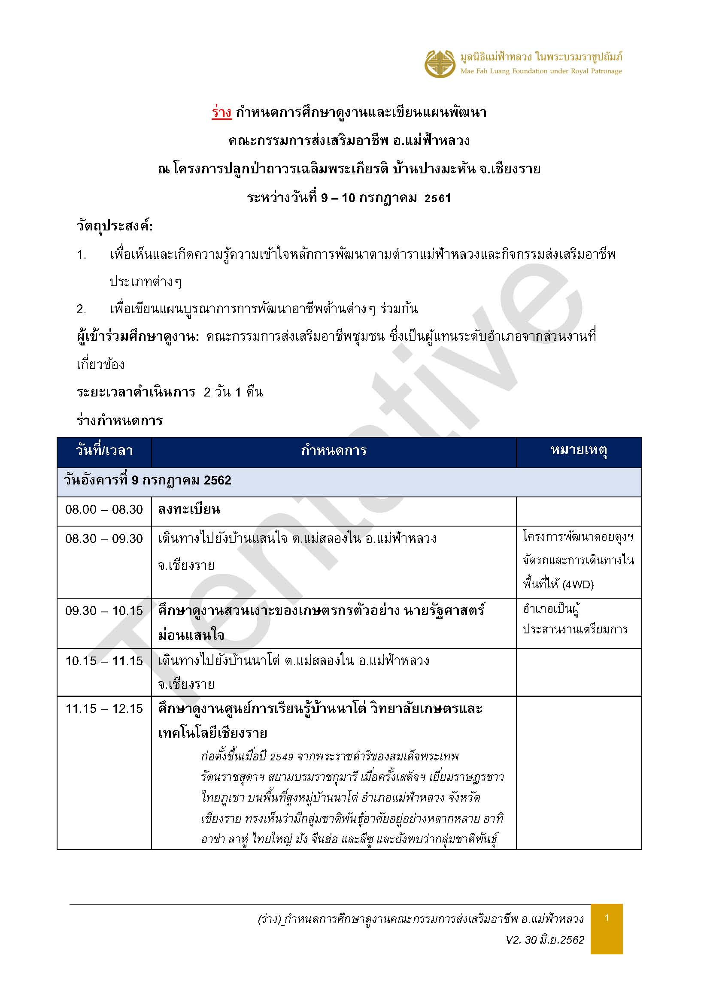 มูลนิธิแม่ฟ้าหลวง ในพระบรมราชูปถัมภ์
Mae Fah Luang Foundation under Royal Patronage
ร่าง กำหนดการศึกษาดูงานและเขียนแผนพัฒนา
คณะกรรมการส่งเสริมอาชีพ อ.แม่ฟ้าหลวง
ณ โครงการปลูกป่าถาวรเฉลิมพระเกียรติ บ้านปางมะหัน จ.เชียงราย
ระหว่างวันที่ 9 – 10 กรกฎาคม 2561
วัตถุประสงค์:
1. เพื่อเห็นและเกิดความรู้ความเข้าใจหลักการพัฒนาตามตำราแม่ฟ้าหลวงและกิจกรรมส่งเสริมอาชีพ
ประเภทต่างๆ
2. เพื่อเขียนแผนบูรณาการการพัฒนาอาชีพด้านต่างๆ ร่วมกัน
ผู้เข้าร่วมศึกษาดูงาน: คณะกรรมการส่งเสริมอาชีพชุมชน ซึ่งเป็นผู้แทนระดับอำเภอจากส่วนงานที่
เกี่ยวข้อง
ระยะเวลาดำเนินการ 2 วัน 1 คืน
ร่างกำหนดการ
Tentative
วันที่/เวลา กำหนดการ หมายเหตุ
วันอังคารที่ 9 กรกฎาคม 2562
08.00 – 08.30 ลงทะเบียน
08.30 – 09.30 เดินทางไปยังบ้านแสนใจ ต.แม่สลองใน อ.แม่ฟ้าหลวง
จ.เชียงราย
โครงการพัฒนาดอยตุงฯ
จัดรถและการเดินทางใน
พื้นที่ให้ (4WD)
09.30 – 10.15 ศึกษาดูงานสวนเงาะของเกษตรกรตัวอย่าง นายรัฐศาสตร์
ม่อนแสนใจ
อำเภอเป็นผู้
ประสานงานเตรียมการ
10.15 – 11.15 เดินทางไปยังบ้านนาโต่ ต.แม่สลองใน อ.แม่ฟ้าหลวง
จ.เชียงราย
11.15 – 12.15 ศึกษาดูงานศูนย์การเรียนรู้บ้านนาโต่ วิทยาลัยเกษตรและ
เทคโนโลยีเชียงราย
ก่อตั้งขึ้นเมื่อปี 2549 จากพระราชดำริของสมเด็จพระเทพ
รัตนราชสุดาฯ สยามบรมราชกุมารี เมื่อครั้งเสด็จฯ เยี่ยมราษฎรชาว
ไทยภูเขา บนพื้นที่สูงหมู่บ้านนาโต่ อำเภอแม่ฟ้าหลวง จังหวัด
เชียงราย ทรงเห็นว่ามีกลุ่มชาติพันธุ์อาศัยอยู่อย่างหลากหลาย อาทิ
อาข่า ลาหู่ ไทยใหญ่ ม้ง จีนฮ่อ และลีซู และยังพบว่ากลุ่มชาติพันธุ์
(ร่าง)_กำหนดการศึกษาดูงานคณะกรรมการส่งเสริมอาชีพ อ.แม่ฟ้าหลวง 1
V2. 30 มิ.ย.2562